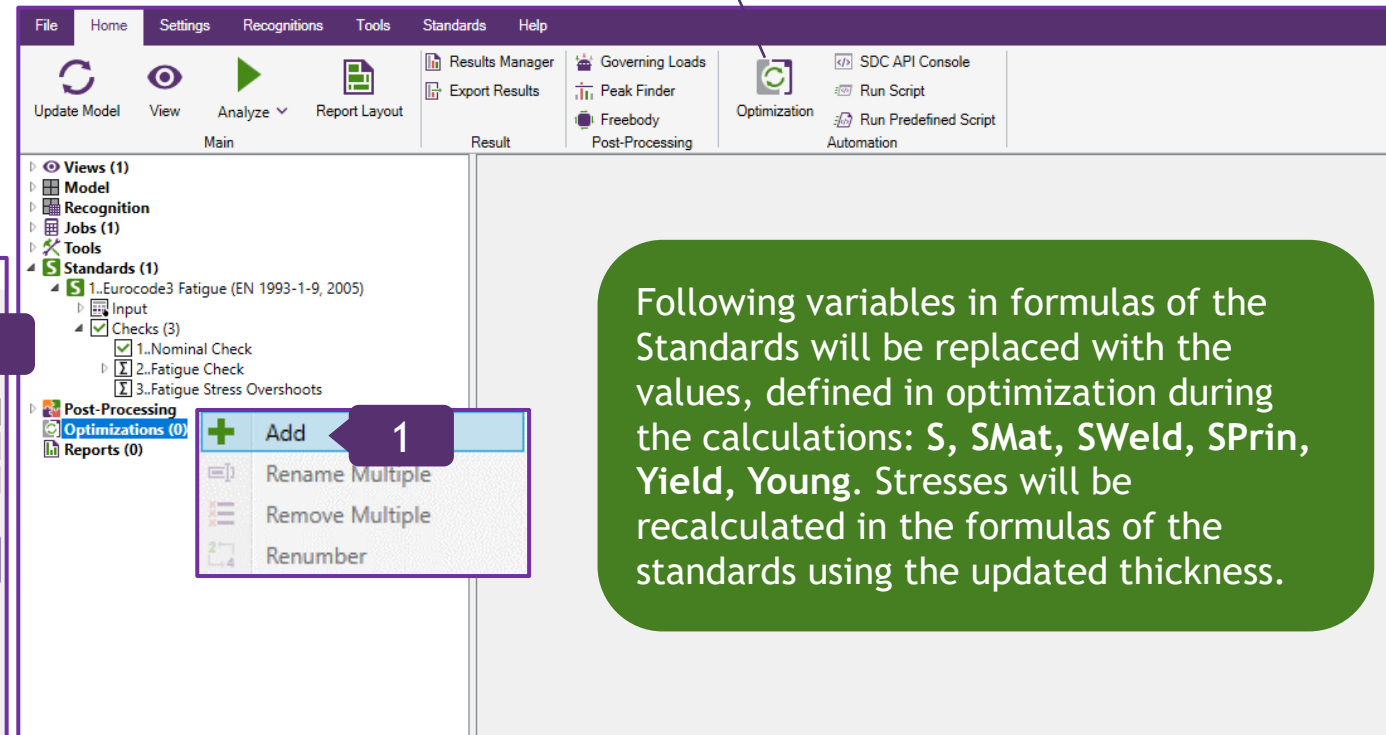 File Home Settings Recognitions Tools Standards Help
Update Model View Analyze Report Layout
Results Manager
Export Results
Governing Loads
Peak Finder
Freebody
Optimization
SDC API Console
Run Script
Run Predefined Script
Main Result Post-Processing Automation
Views (1)
Model
Recognition
Jobs (1)
Tools
Standards (1)
1..Eurocode3 Fatigue (EN 1993-1-9, 2005)
Input
Checks (3)
1..Nominal Check
2..Fatigue Check
3..Fatigue Stress Overshoots
Post-Processing
Optimizations (0)
Reports (0)
Add 1
Rename Multiple
Remove Multiple
Renumber
Following variables in formulas of the
Standards will be replaced with the
values, defined in optimization during
the calculations: S, SMat, SWeld, SPrin,
Yield, Young. Stresses will be
recalculated in the formulas of the
standards using the updated thickness.